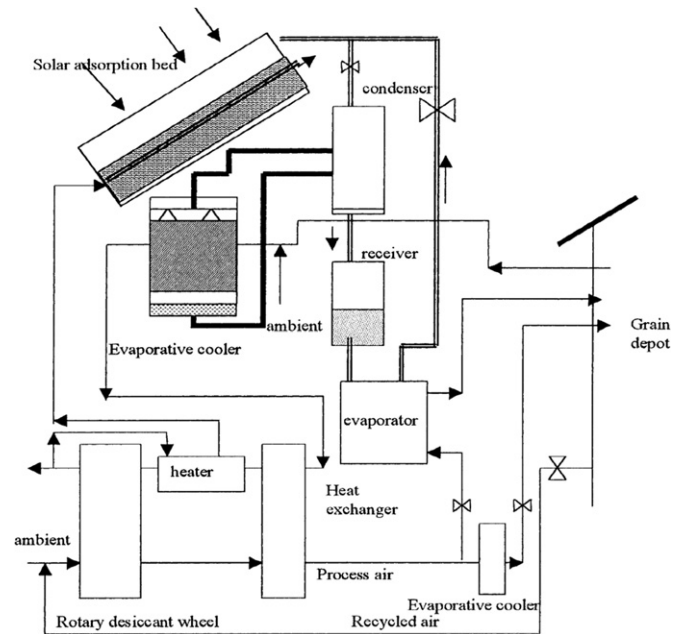 Solar adsorption bed
condenser
receiver
ambient
Evaporative cooler
Grain
depot
evaporator
heater
Heat
exchanger
ambient
Process air
Evaporative cooler
Rotary desiccant wheel
Recycled air